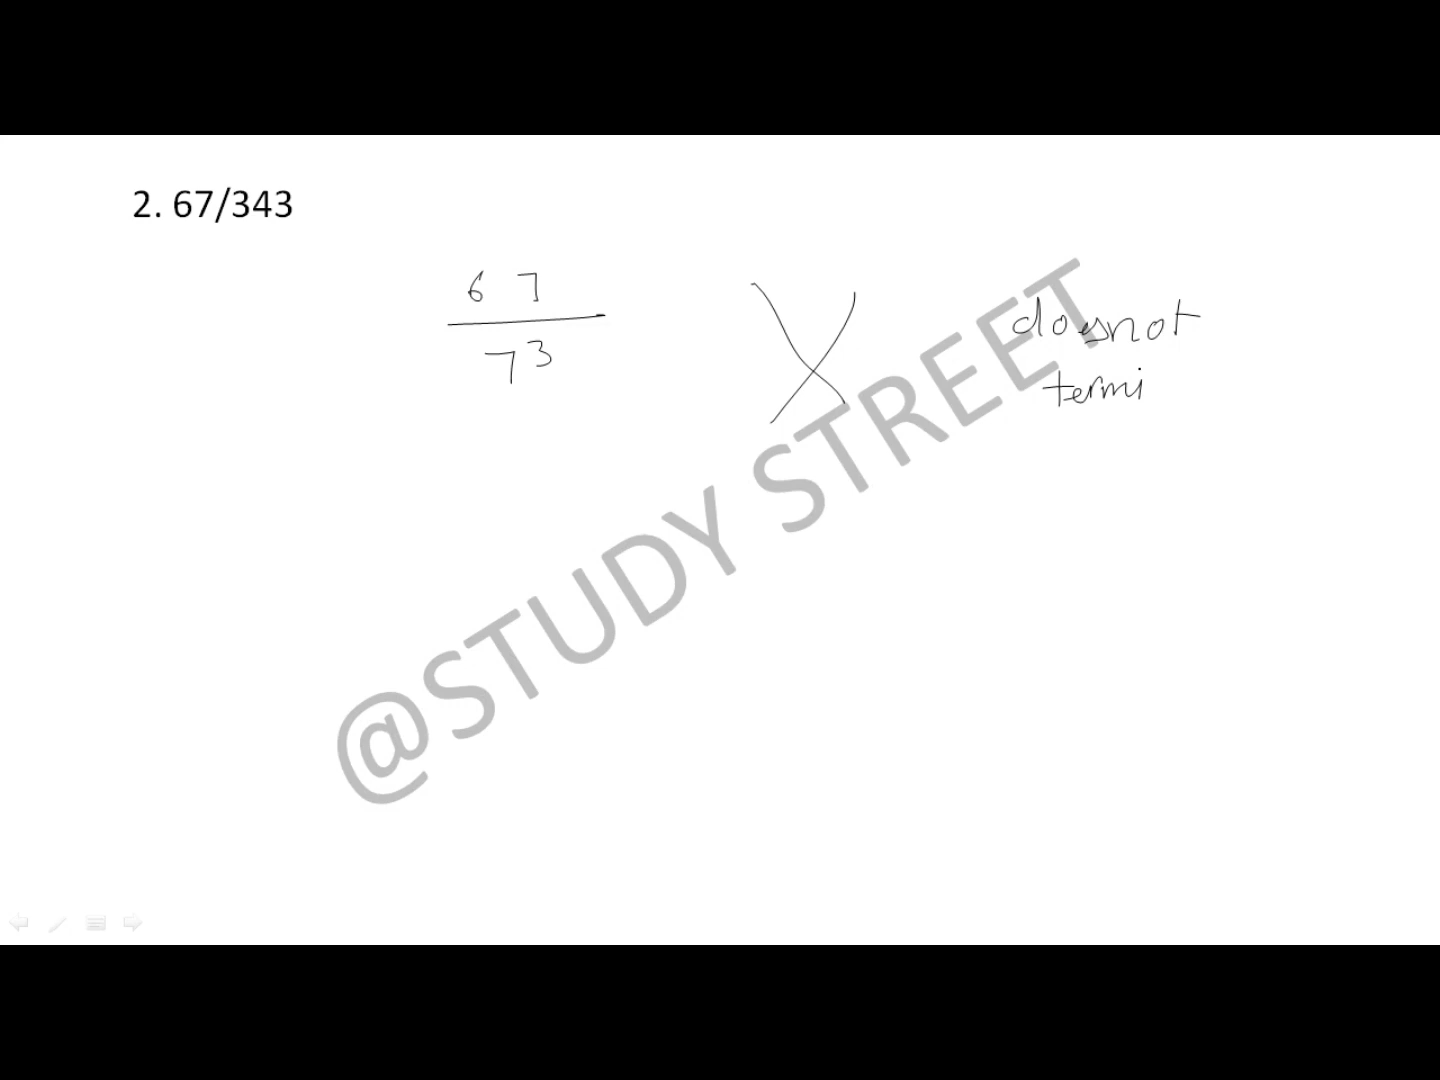 2. 67/343
67
7³
X
doesnot
termi
@STUDY STREET